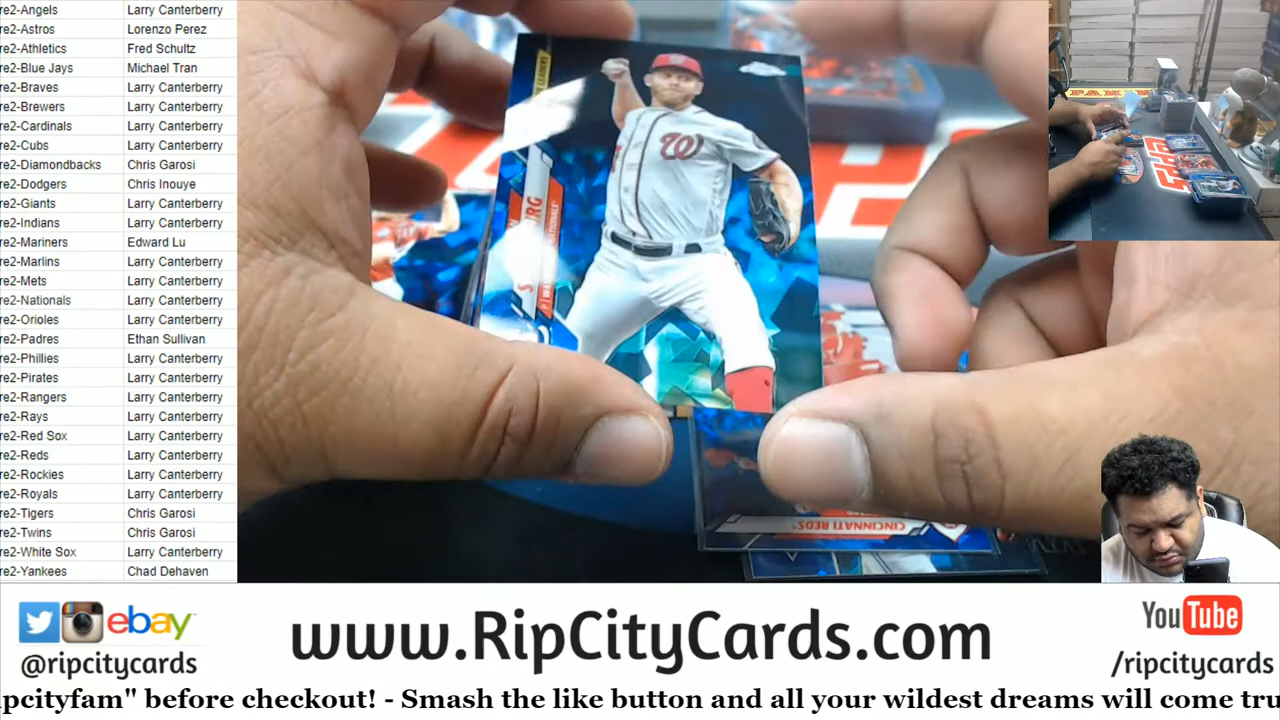 re2-Angels Larry Canterberry
re2-Astros Lorenzo Perez
re2-Athletics Fred Schultz
re2-Blue Jays Michael Tran
re2-Braves Larry Canterberry
re2-Brewers Larry Canterberry
re2-Cardinals Larry Canterberry
re2-Cubs Larry Canterberry
re2-Diamondbacks Chris Garosi
re2-Dodgers Chris Inouye
re2-Giants Larry Canterberry
re2-Indians Larry Canterberry
re2-Mariners Edward Lu
re2-Marlins Larry Canterberry
re2-Mets Larry Canterberry
re2-Nationals Larry Canterberry
re2-Orioles Larry Canterberry
re2-Padres Ethan Sullivan
re2-Phillies Larry Canterberry
re2-Pirates Larry Canterberry
re2-Rangers Larry Canterberry
re2-Rays Larry Canterberry
re2-Red Sox Larry Canterberry
re2-Reds Larry Canterberry
re2-Rockies Larry Canterberry
re2-Royals Larry Canterberry
re2-Tigers Chris Garosi
re2-Twins Chris Garosi
re2-White Sox Larry Canterberry
re2-Yankees Chad Dehaven
LEADERS
W
CINCINNATI REDS
PANINI
ebay
@ripcitycards
www.RipCityCards.com
YouTube
/ripcitycards
ipcityfam" before checkout! - Smash the like button and all your wildest dreams will come tru